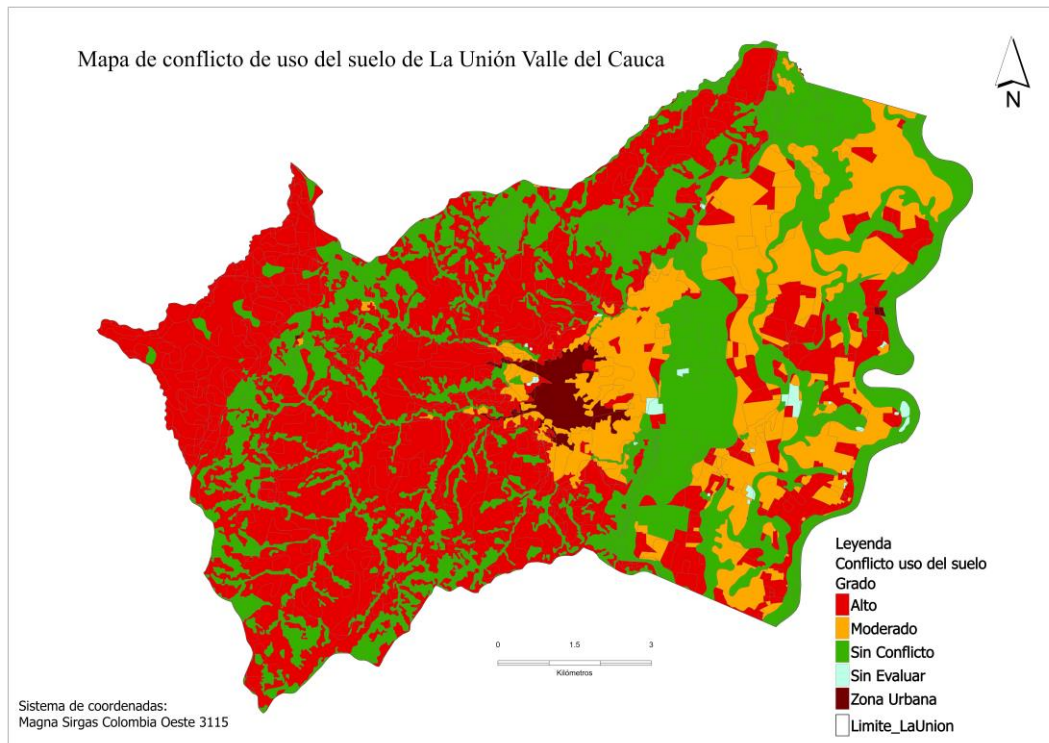 Mapa de conflicto de uso del suelo de La Unión Valle del Cauca
N
Leyenda
Conflicto uso del suelo
Grado
Alto
Moderado
Sin Conflicto
Sin Evaluar
Zona Urbana
Limite_LaUnion
0 1.5 3
Kilómetros
Sistema de coordenadas:
Magna Sirgas Colombia Oeste 3115